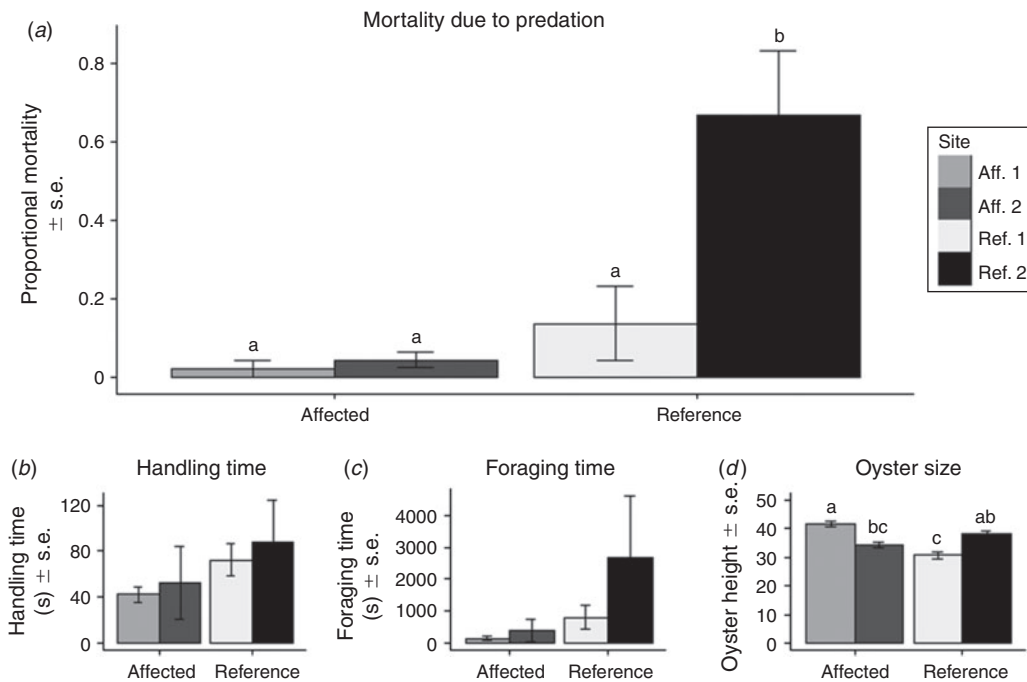 (a)
Mortality due to predation
Proportional mortality
± s.e.
0.8
0.6
0.4
0.2
0
a
a
a
b
Affected
Reference
Site
Aff. 1
Aff. 2
Ref. 1
Ref. 2
(b)
Handling time
Handling time
(s) ± s.e.
120
80
40
0
Affected
Reference
(c)
Foraging time
Foraging time
(s) ± s.e.
4000
3000
2000
1000
0
Affected
Reference
(d)
Oyster size
Oyster height ± s.e.
50
40
30
20
10
0
a
bc
c
ab
Affected
Reference